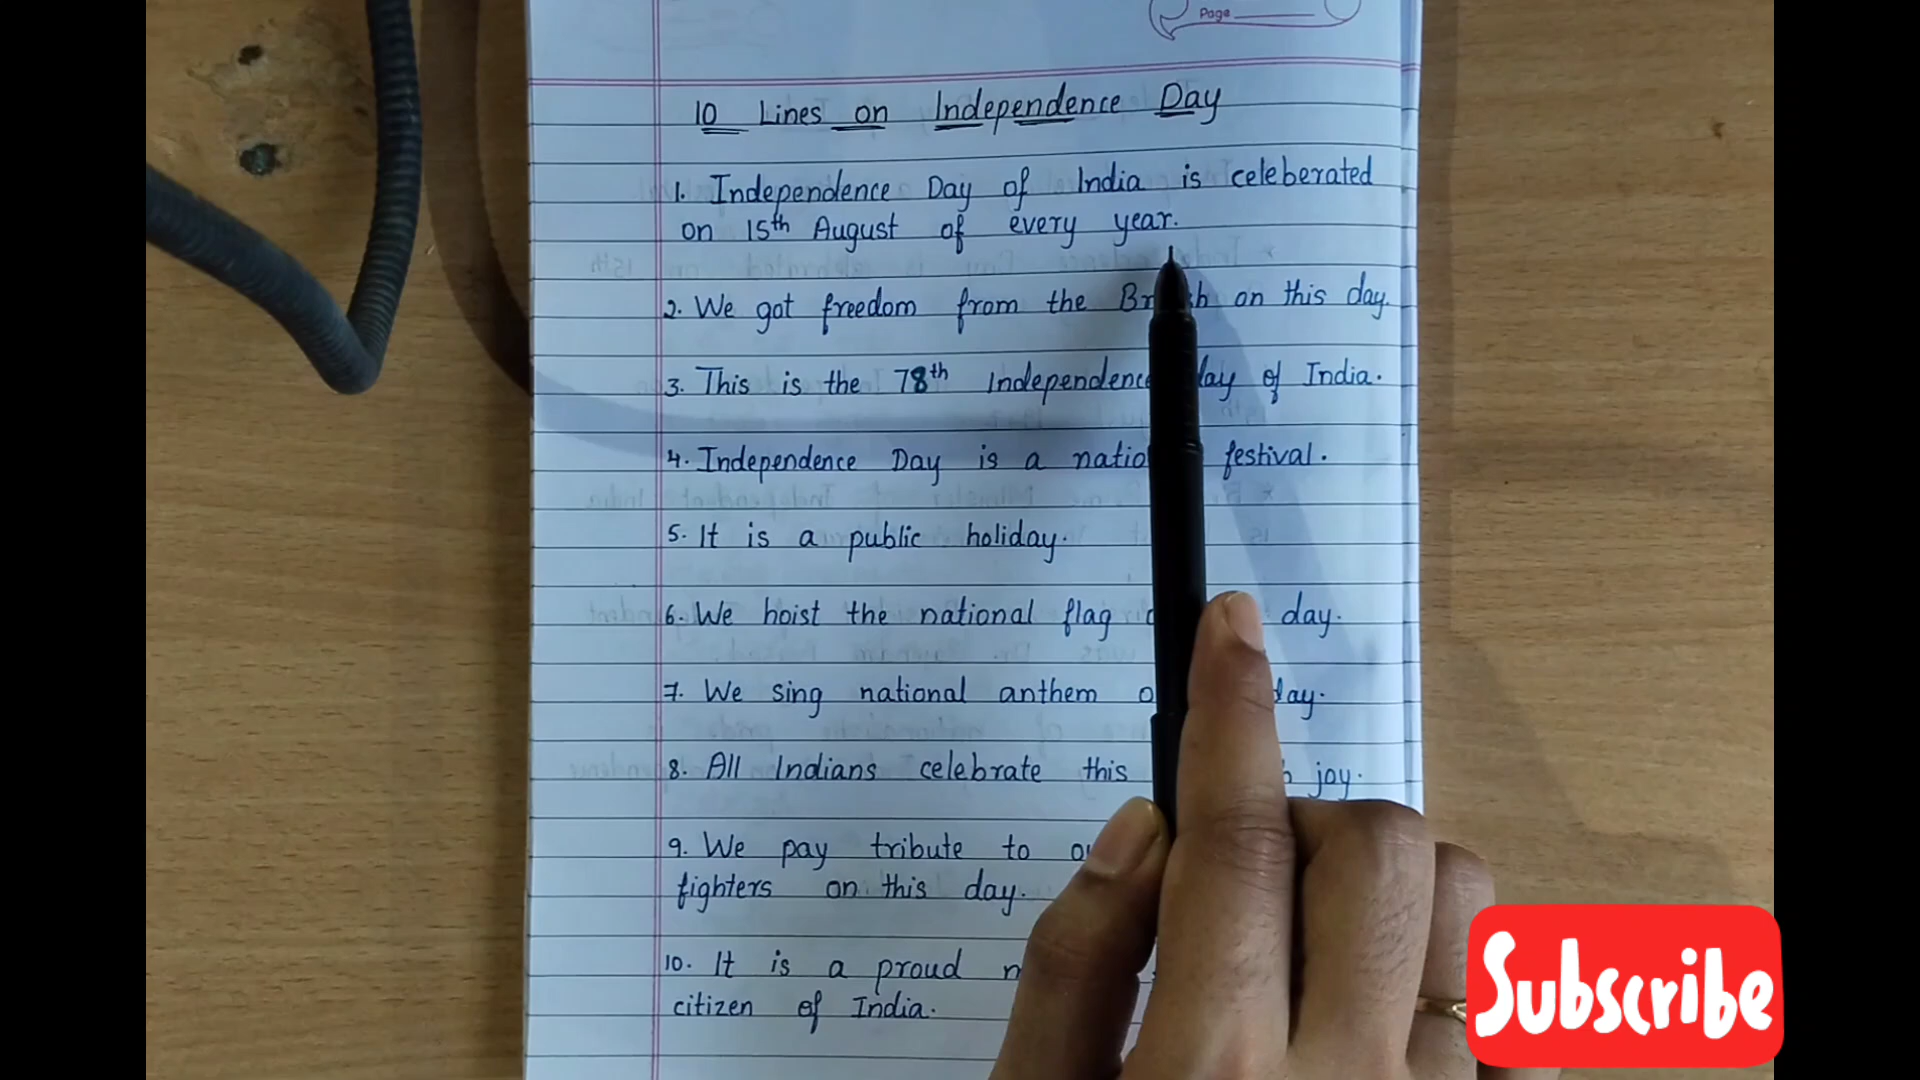 Page
10 Lines on Independence Day
1. Independence Day of India is celeberated
on 15th August of every year.
2. We got freedom from the on this day.
3. This is the 78th Independence day of India.
4. Independence Day is a festival.
5. It is a public holiday.
6. We hoist the national flag day.
7. We sing national anthem day.
8. All Indians celebrate this joy.
9. We pay tribute to
fighters on this day.
10. It is a proud
citizen of India.
Subscribe